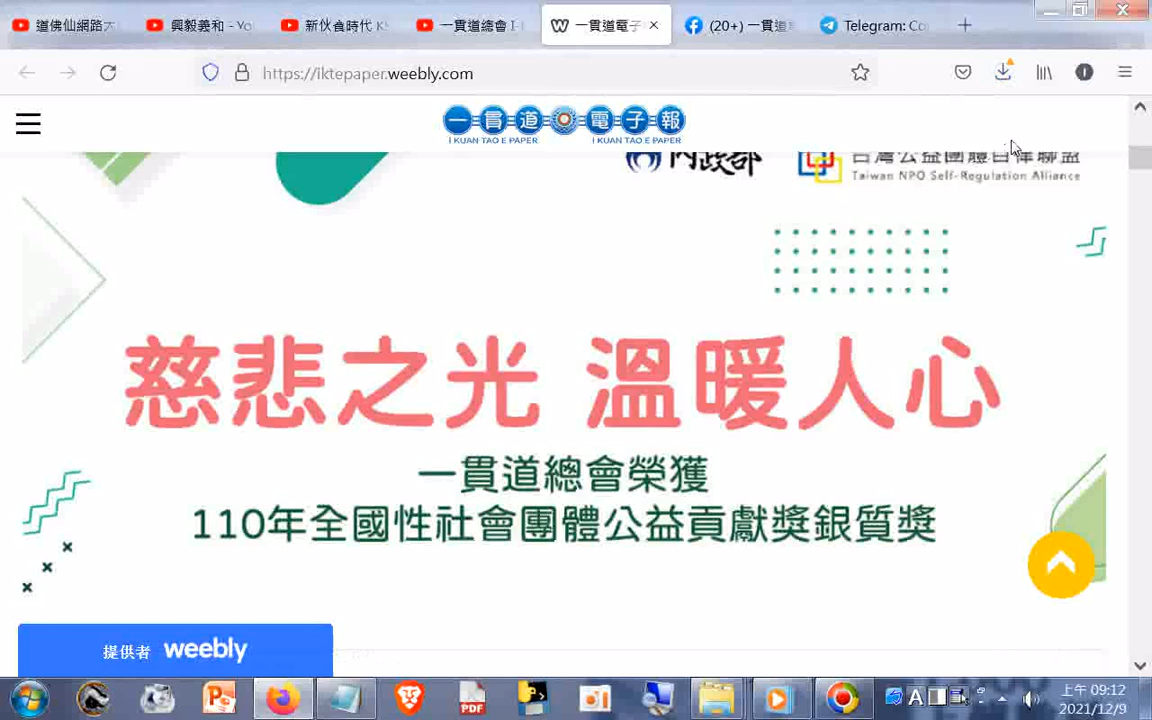 道佛仙網路大
興毅義和 - Yo
新伙食時代 KS
一貫道總會 I-
一貫道電子
(20+) 一貫道
Telegram: Co
https://iktepaper.weebly.com
一貫道電子報
I KUAN TAO E PAPER I KUAN TAO E PAPER
內政部
台灣公益團體自律聯盟
Taiwan NPO Self-Regulation Alliance
慈悲之光 溫暖人心
一貫道總會榮獲
110年全國性社會團體公益貢獻獎銀質獎
提供者 weebly
PDF
A
上午 09:12
2021/12/9